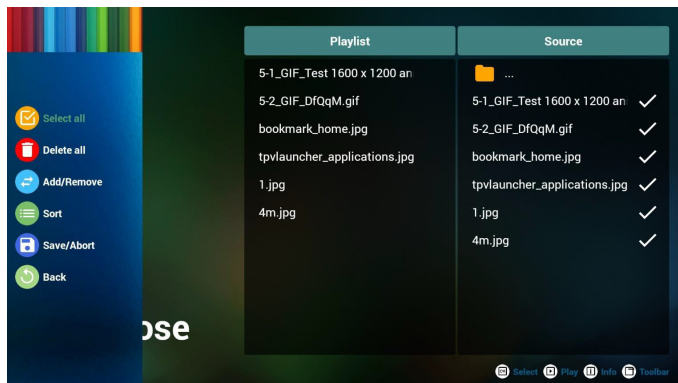 Playlist
Source
5-1_GIF_Test 1600 x 1200 an
5-2_GIF_DfQqM.gif
bookmark_home.jpg
tpvlauncher_applications.jpg
1.jpg
4m.jpg
...
5-1_GIF_Test 1600 x 1200 an
5-2_GIF_DfQqM.gif
bookmark_home.jpg
tpvlauncher_applications.jpg
1.jpg
4m.jpg
Select all
Delete all
Add/Remove
Sort
Save/Abort
Back
ose
Select Play Info Toolbar